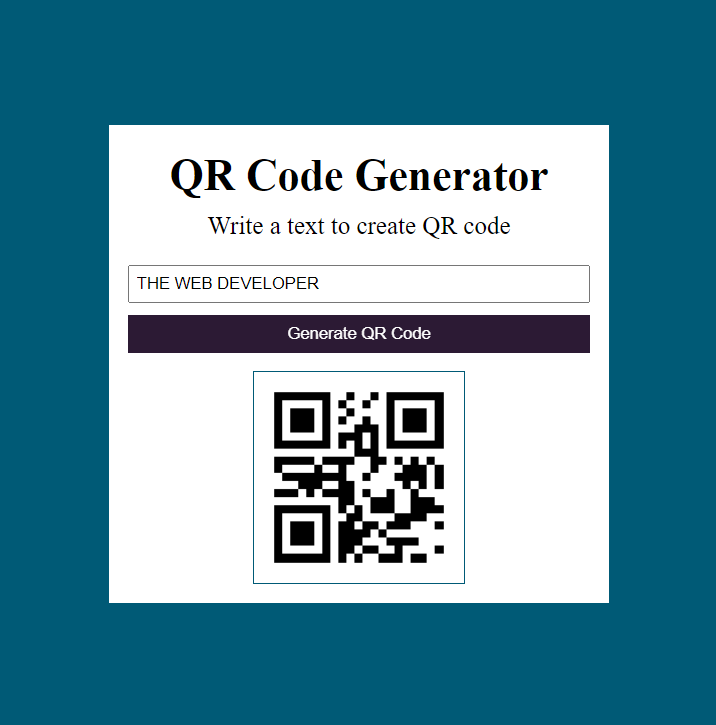 QR Code Generator
Write a text to create QR code
THE WEB DEVELOPER
Generate QR Code